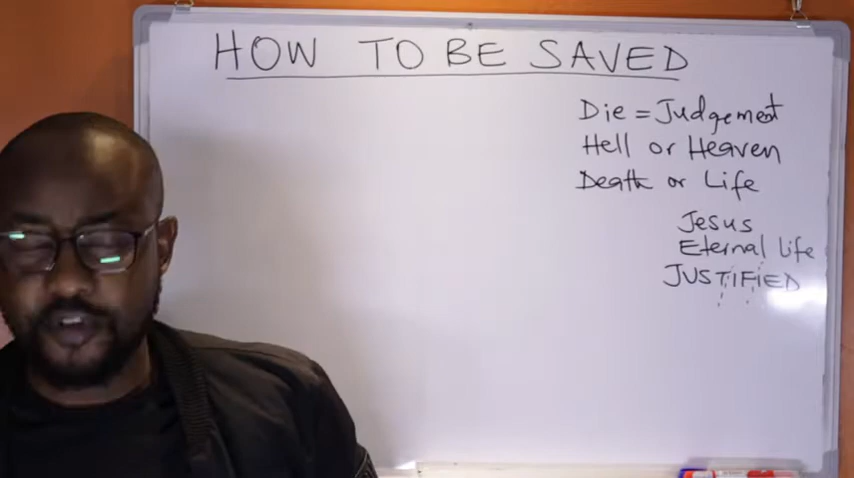 HOW TO BE SAVED
Die = Judgement
Hell or Heaven
Death or Life
Jesus
Eternal Life
JUSTIFIED